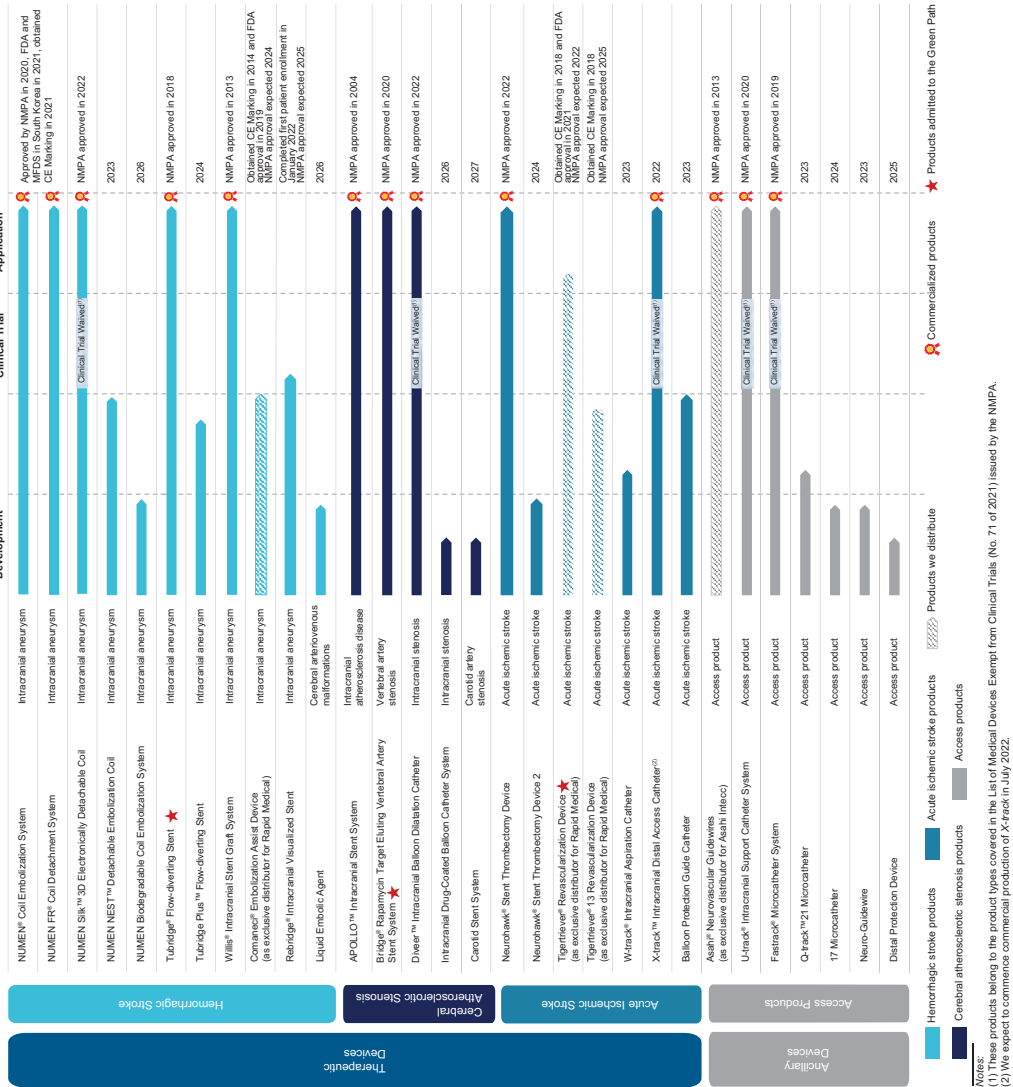 Development
Clinical Trial
Application
Therapeutic
Devices
Hemorrhagic Stroke
NUMEN® Coil Embolization System
Intracranial aneurysm
Approved by NMPA in 2020, FDA and
MFDS in South Korea in 2021, obtained
CE Marking in 2021
NUMEN FR® Coil Detachment System
Intracranial aneurysm
NUMEN Silk™ 3D Electronically Detachable Coil
Intracranial aneurysm
Clinical Trial Waived(1)
NMPA approved in 2022
NUMEN NEST™ Detachable Embolization Coil
Intracranial aneurysm
2023
NUMEN Biodegradable Coil Embolization System
Intracranial aneurysm
2026
Tubridge® Flow-diverting Stent
Intracranial aneurysm
NMPA approved in 2018
Tubridge Plus™ Flow-diverting Stent
Intracranial aneurysm
2024
Willis® Intracranial Stent Graft System
Intracranial aneurysm
NMPA approved in 2013
Comaneci® Embolization Assist Device
(as exclusive distributor for Rapid Medical)
Intracranial aneurysm
Obtained CE Marking in 2014 and FDA
approval in 2019
NMPA approval expected 2024
Rebridge® Intracranial Visualized Stent
Intracranial aneurysm
Completed first patient enrollment in
January 2022
NMPA approval expected 2025
Liquid Embolic Agent
Cerebral arteriovenous
malformations
2026
Cerebral
Atherosclerotic Stenosis
APOLLO™ Intracranial Stent System
Intracranial
atherosclerosis disease
NMPA approved in 2004
Bridge® Rapamycin Target Eluting Vertebral Artery
Stent System
Vertebral artery
stenosis
NMPA approved in 2020
Diveer™ Intracranial Balloon Dilatation Catheter
Intracranial stenosis
Clinical Trial Waived(1)
NMPA approved in 2022
Intracranial Drug-Coated Balloon Catheter System
Intracranial stenosis
2026
Carotid Stent System
Carotid artery
stenosis
2027
Acute Ischemic Stroke
Neurohawk® Stent Thrombectomy Device
Acute ischemic stroke
NMPA approved in 2022
Neurohawk® Stent Thrombectomy Device 2
Acute ischemic stroke
2024
Tigertriever® Revascularization Device
(as exclusive distributor for Rapid Medical)
Acute ischemic stroke
Obtained CE Marking in 2018 and FDA
approval in 2021
NMPA approval expected 2022
Tigertriever® 13 Revascularization Device
(as exclusive distributor for Rapid Medical)
Acute ischemic stroke
Obtained CE Marking in 2018
NMPA approval expected 2025
W-track® Intracranial Aspiration Catheter
Acute ischemic stroke
2023
X-track™ Intracranial Distal Access Catheter(2)
Acute ischemic stroke
Clinical Trial Waived(1)
2022
Balloon Protection Guide Catheter
Acute ischemic stroke
2023
Ancillary
Devices
Access Products
Asahi® Neurovascular Guidewires
(as exclusive distributor for Asahi Intecc)
Access product
NMPA approved in 2013
U-track® Intracranial Support Catheter System
Access product
Clinical Trial Waived(1)
NMPA approved in 2020
Fastrack® Microcatheter System
Access product
Clinical Trial Waived(1)
NMPA approved in 2019
Q-track™21 Microcatheter
Access product
2023
17 Microcatheter
Access product
2024
Neuro-Guidewire
Access product
2023
Distal Protection Device
Access product
2025
Hemorrhagic stroke products
Acute ischemic stroke products
Products we distribute
Commercialized products
Products admitted to the Green Path
Cerebral atherosclerotic stenosis products
Access products
Notes:
(1) These products belong to the product types covered in the List of Medical Devices Exempt from Clinical Trials (No. 71 of 2021) issued by the NMPA.
(2) We expect to commence commercial production of X-track in July 2022.